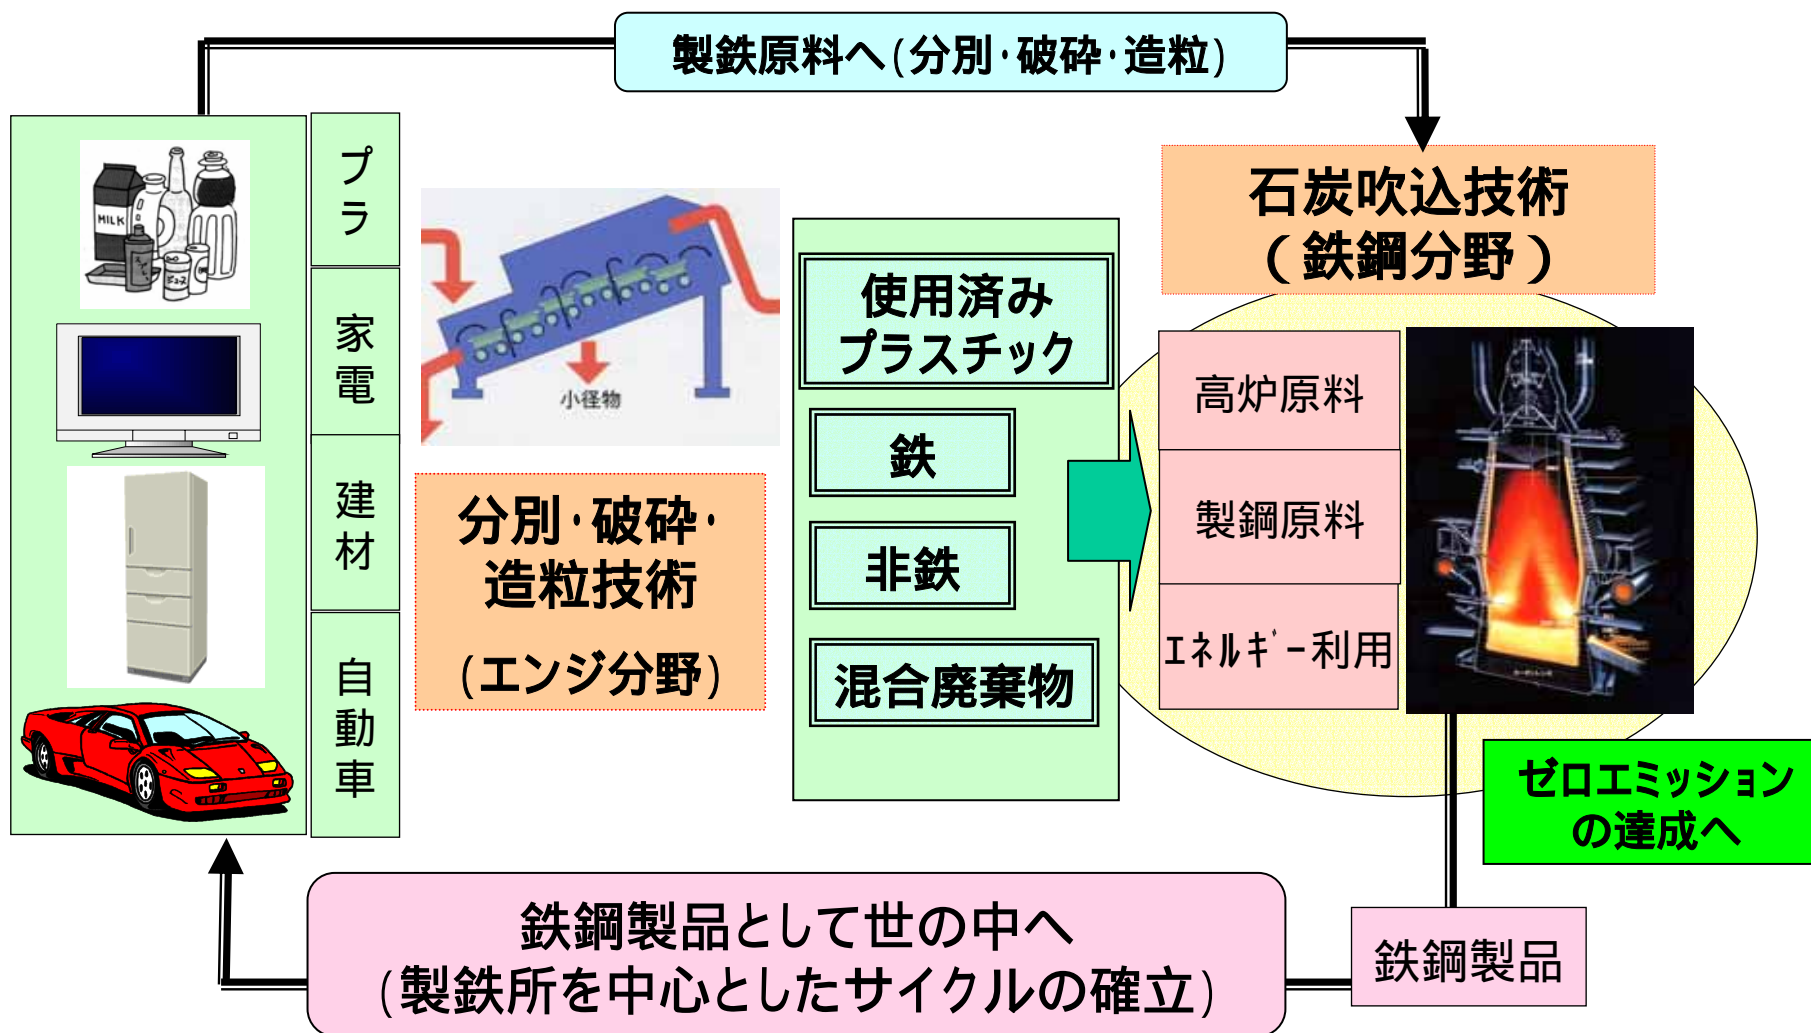 製鉄原料へ(分別･破砕･造粒)
プラ
家電
建材
自動車
MILK
ジュース
小径物
分別･破砕･
造粒技術
(エンジ分野)
使用済み
プラスチック
鉄
非鉄
混合廃棄物
石炭吹込技術
(鉄鋼分野)
高炉原料
製鋼原料
ｴﾈﾙｷﾞｰ利用
ゼロエミッション
の達成へ
鉄鋼製品
鉄鋼製品として世の中へ
(製鉄所を中心としたサイクルの確立)